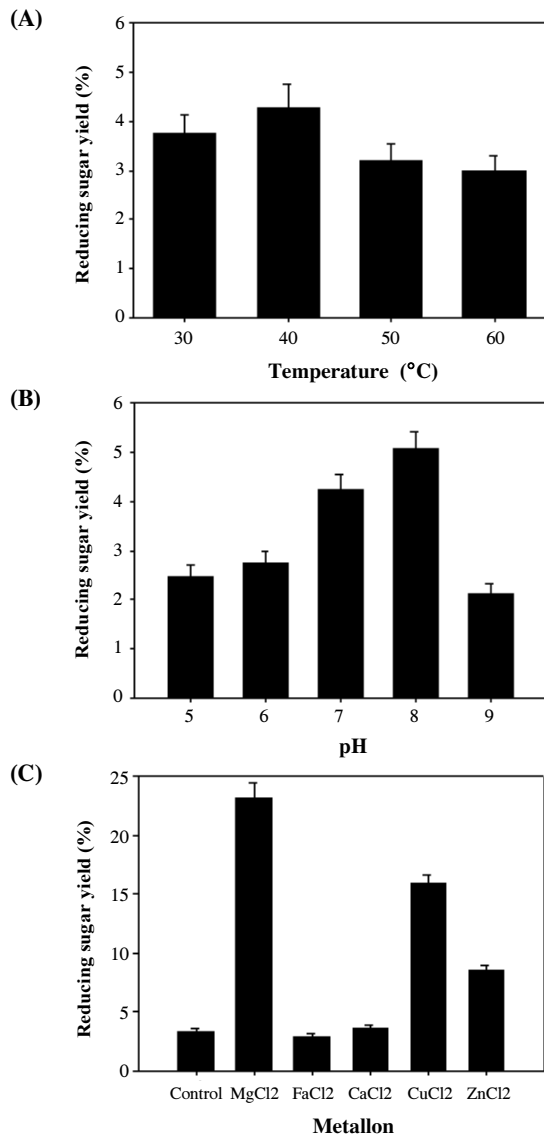 (A)
Reducing sugar yield (%)
6
5
4
3
2
1
0
30 40 50 60
Temperature (°C)
(B)
Reducing sugar yield (%)
6
5
4
3
2
1
0
5 6 7 8 9
pH
(C)
Reducing sugar yield (%)
25
20
15
10
5
0
Control MgCl2 FaCl2 CaCl2 CuCl2 ZnCl2
Metallon